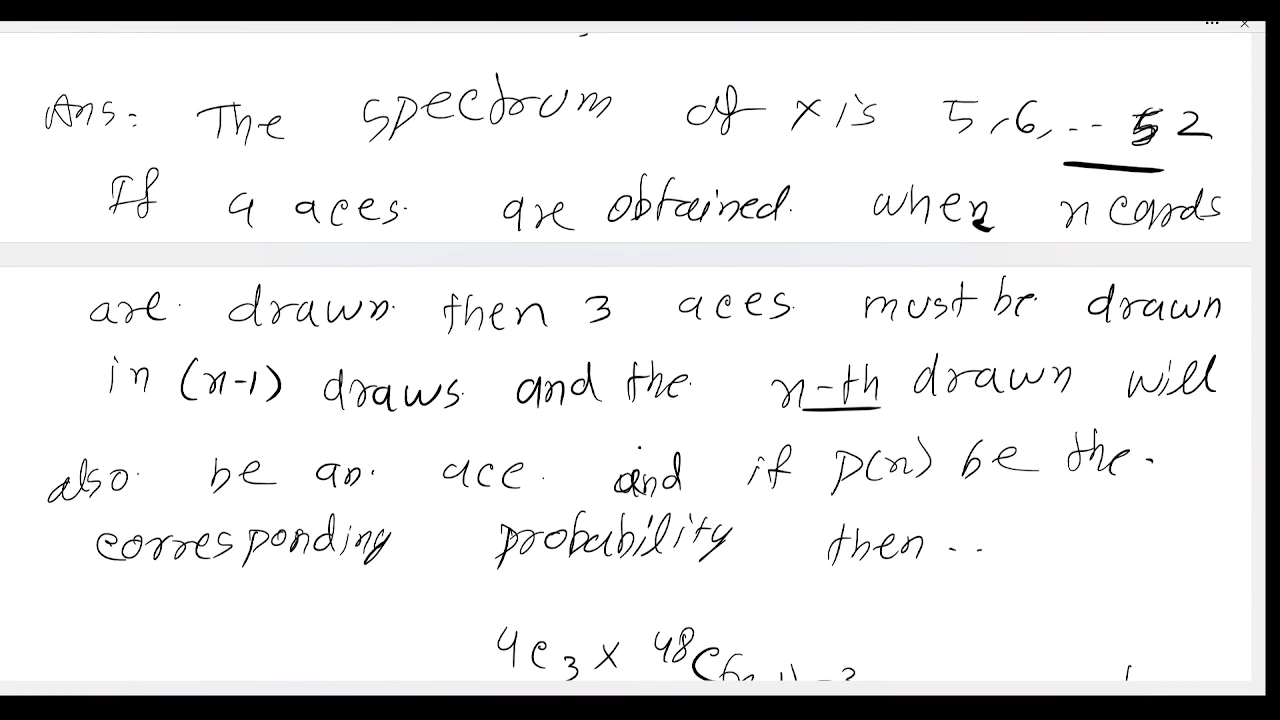 Ans: The spectrum of x is 5,6,.. 52
If 4 aces are obtained when n cards
are drawn then 3 aces must be drawn
in (n-1) draws and the n-th drawn will
also be an ace and if P(n) be the
corresponding probability then ..
4c3 x 48C(n-1)-3